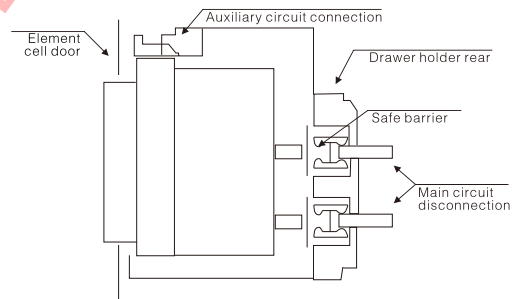 Auxiliary circuit connection
Element
cell door
Drawer holder rear
Safe barrier
Main circuit
disconnection